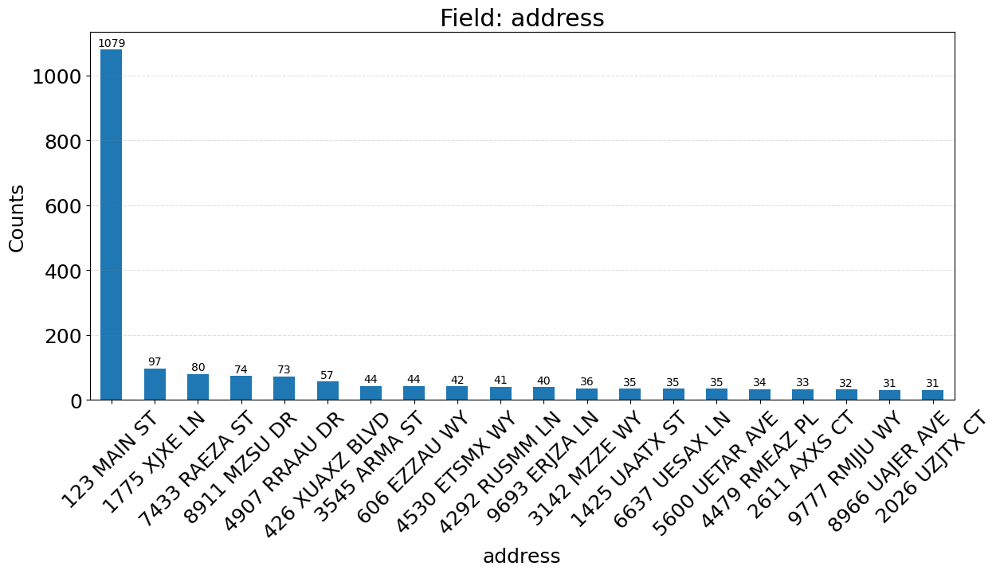 Field: address
Counts
1000
800
600
400
200
0
1079
97
80
74
73
57
44
44
42
41
40
36
35
35
35
34
33
32
31
31
123 MAIN ST
1775 XJXE LN
7433 RAEZA ST
8911 MZSU DR
4907 RRAAU DR
426 XUAXZ BLVD
3545 ARMA ST
606 EZZAU WY
4530 ETSMX WY
4292 RUSMM LN
9693 ERJZA LN
3142 MZZE WY
1425 UAATX ST
6637 UESAX LN
5600 UETAR AVE
4479 RMEAZ PL
2611 AXXS CT
9777 RMJJU WY
8966 UAJER AVE
2026 UZJTX CT
address